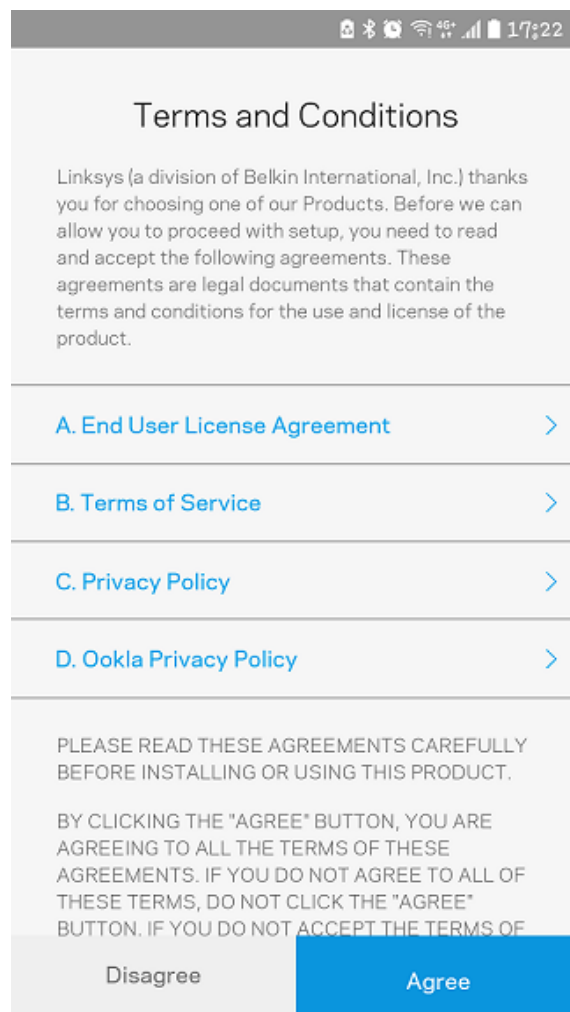 4G+ 17:22
Terms and Conditions
Linksys (a division of Belkin International, Inc.) thanks
you for choosing one of our Products. Before we can
allow you to proceed with setup, you need to read
and accept the following agreements. These
agreements are legal documents that contain the
terms and conditions for the use and license of the
product.
A. End User License Agreement
B. Terms of Service
C. Privacy Policy
D. Ookla Privacy Policy
PLEASE READ THESE AGREEMENTS CAREFULLY
BEFORE INSTALLING OR USING THIS PRODUCT.
BY CLICKING THE "AGREE" BUTTON, YOU ARE
AGREEING TO ALL THE TERMS OF THESE
AGREEMENTS. IF YOU DO NOT AGREE TO ALL OF
THESE TERMS, DO NOT CLICK THE "AGREE"
BUTTON. IF YOU DO NOT ACCEPT THE TERMS OF
Disagree
Agree